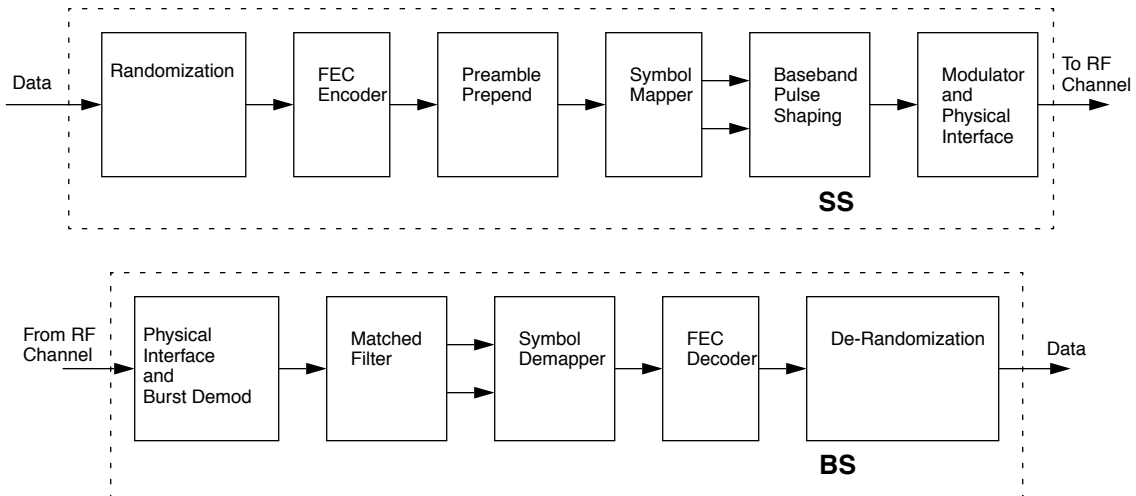 Data
Randomization
FEC
Encoder
Preamble
Prepend
Symbol
Mapper
Baseband
Pulse
Shaping
Modulator
and
Physical
Interface
To RF
Channel
SS
From RF
Channel
Physical
Interface
and
Burst Demod
Matched
Filter
Symbol
Demapper
FEC
Decoder
De-Randomization
Data
BS